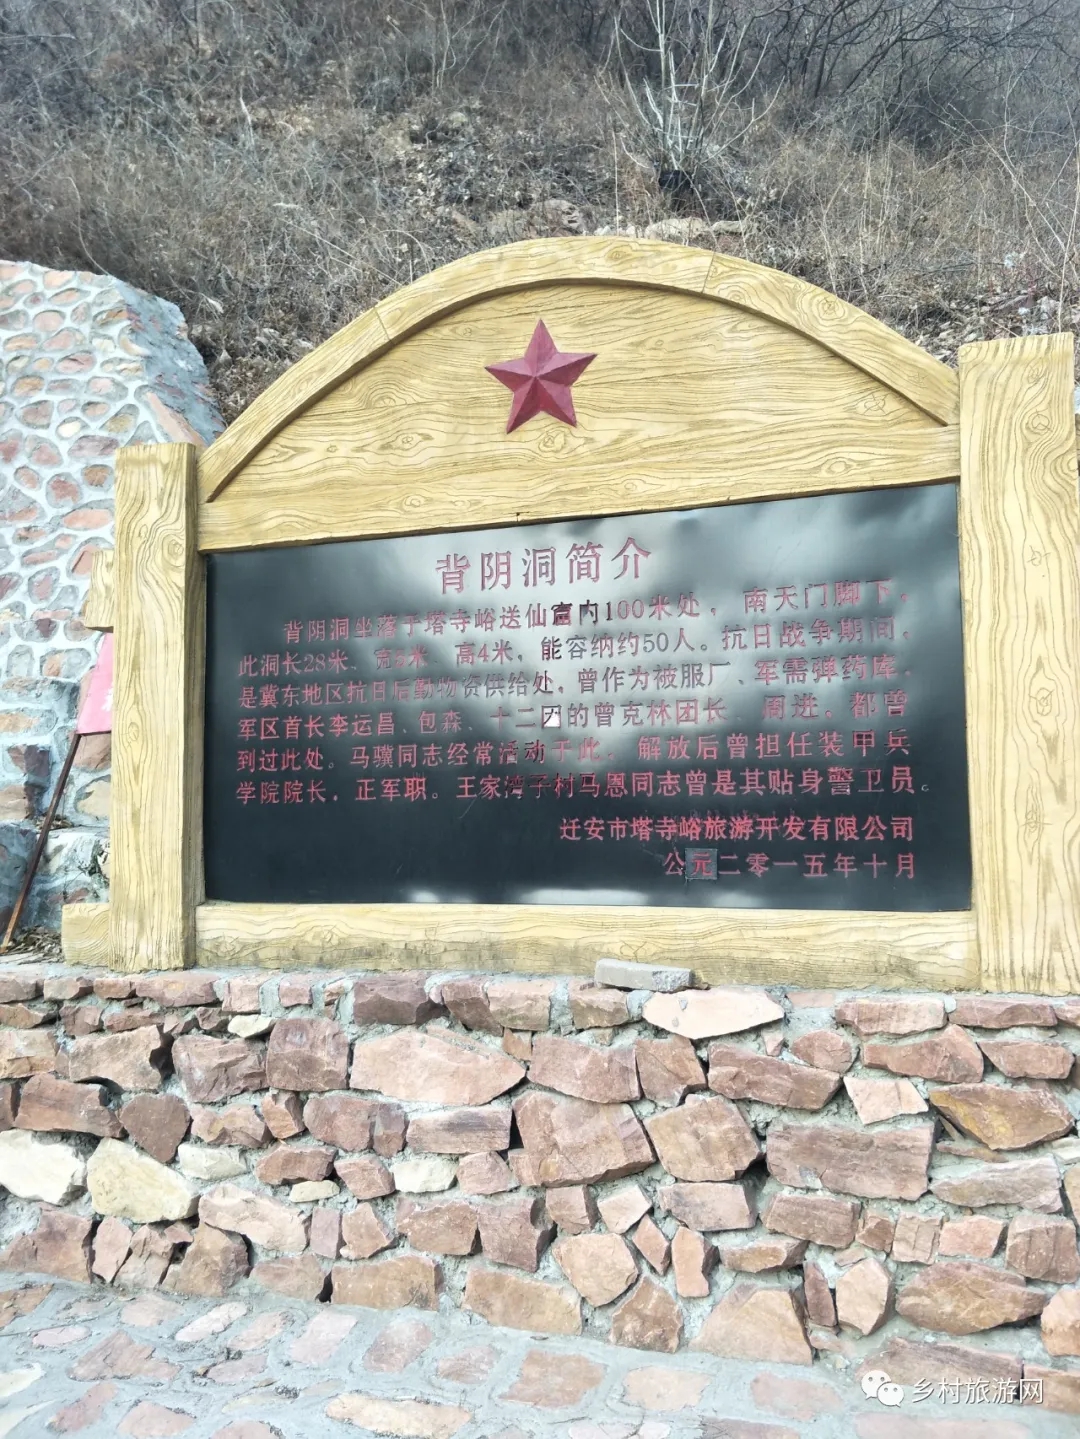 背阴洞简介
背阴洞坐落于塔寺峪送仙富内100米处，南天门脚下。
此洞长28米、宽5米、高4米，能容纳约50人。抗日战争期间，
是冀东地区抗日后勤物资供给处，曾作为被服厂、军需弹药库。
军区首长李运昌、包森、十二团的曾克林团长、周进，都曾
到过此处。马骥同志经常活动于此，解放后曾担任装甲兵
学院院长，正军职。王家湾子村马恩同志曾是其贴身警卫员。
迁安市塔寺峪旅游开发有限公司
公元二零一五年十月
乡村旅游网